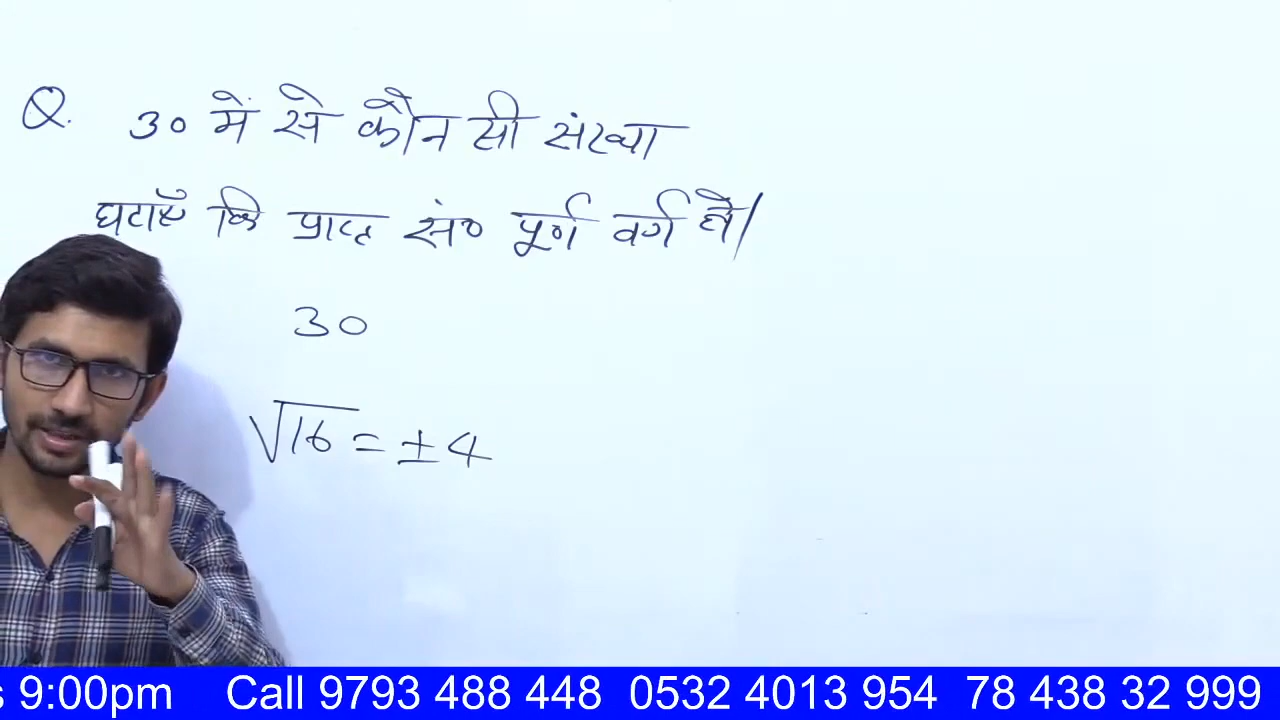 Q. 30 में से कौन सी संख्या
घटाएँ कि प्राप्त सं० पूर्ण वर्ग हो।
30
√16 = ±4
s 9:00pm Call 9793 488 448 0532 4013 954 78 438 32 999